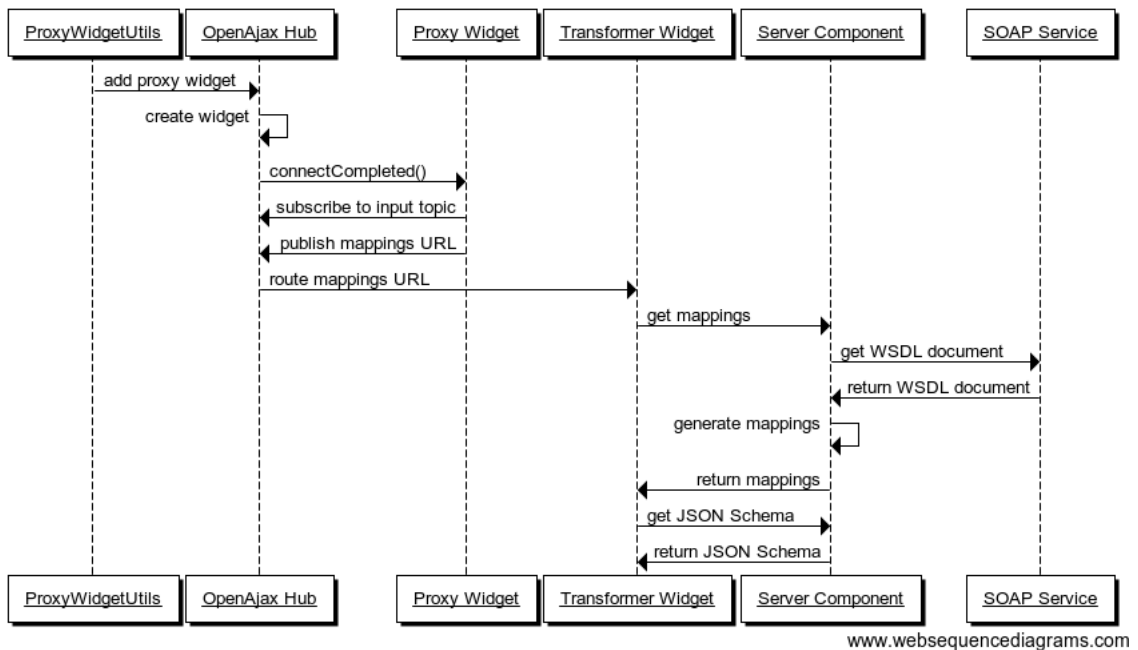 ProxyWidgetUtils OpenAjax Hub Proxy Widget Transformer Widget Server Component SOAP Service
add proxy widget
create widget
connectCompleted()
subscribe to input topic
publish mappings URL
route mappings URL
get mappings
get WSDL document
return WSDL document
generate mappings
return mappings
get JSON Schema
return JSON Schema
ProxyWidgetUtils OpenAjax Hub Proxy Widget Transformer Widget Server Component SOAP Service
www.websequencediagrams.com